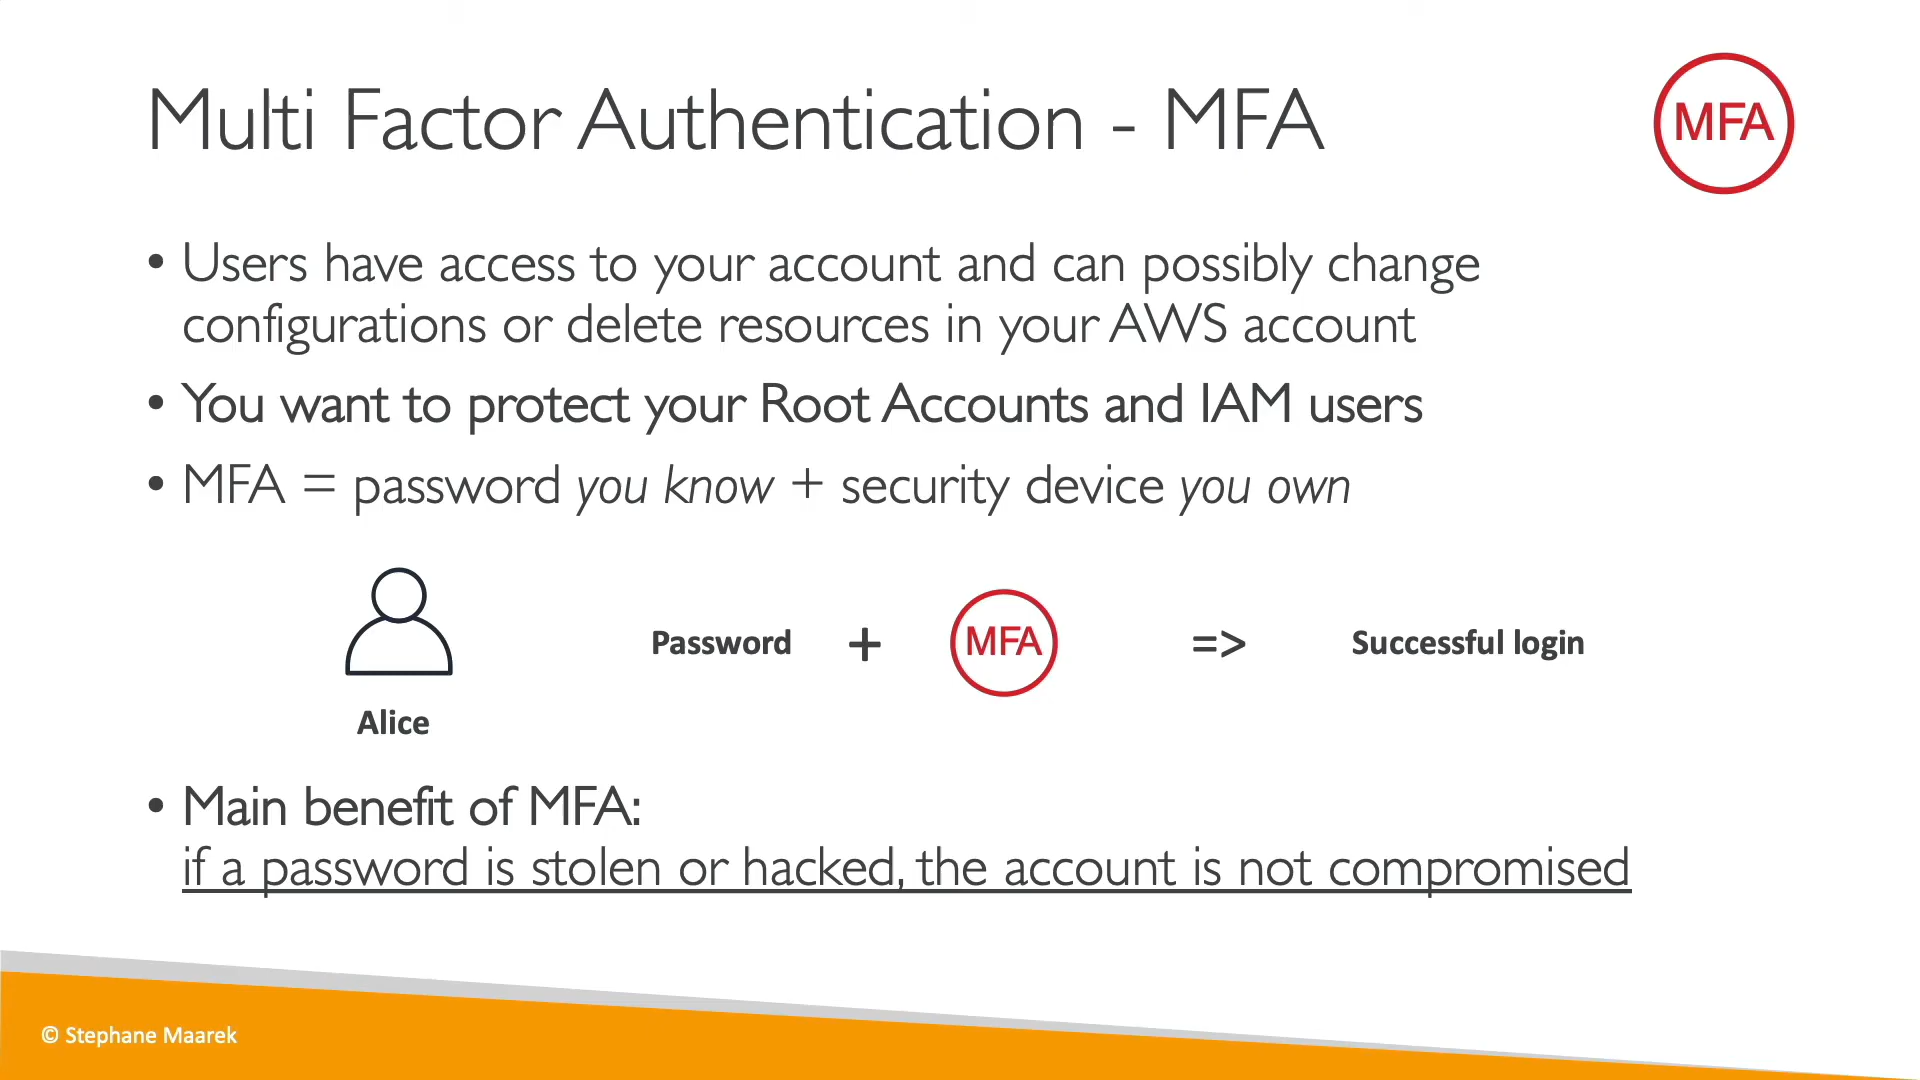 Multi Factor Authentication - MFA
MFA
• Users have access to your account and can possibly change
configurations or delete resources in your AWS account
• You want to protect your Root Accounts and IAM users
• MFA = password you know + security device you own
Password + MFA => Successful login
Alice
• Main benefit of MFA:
if a password is stolen or hacked, the account is not compromised
© Stephane Maarek